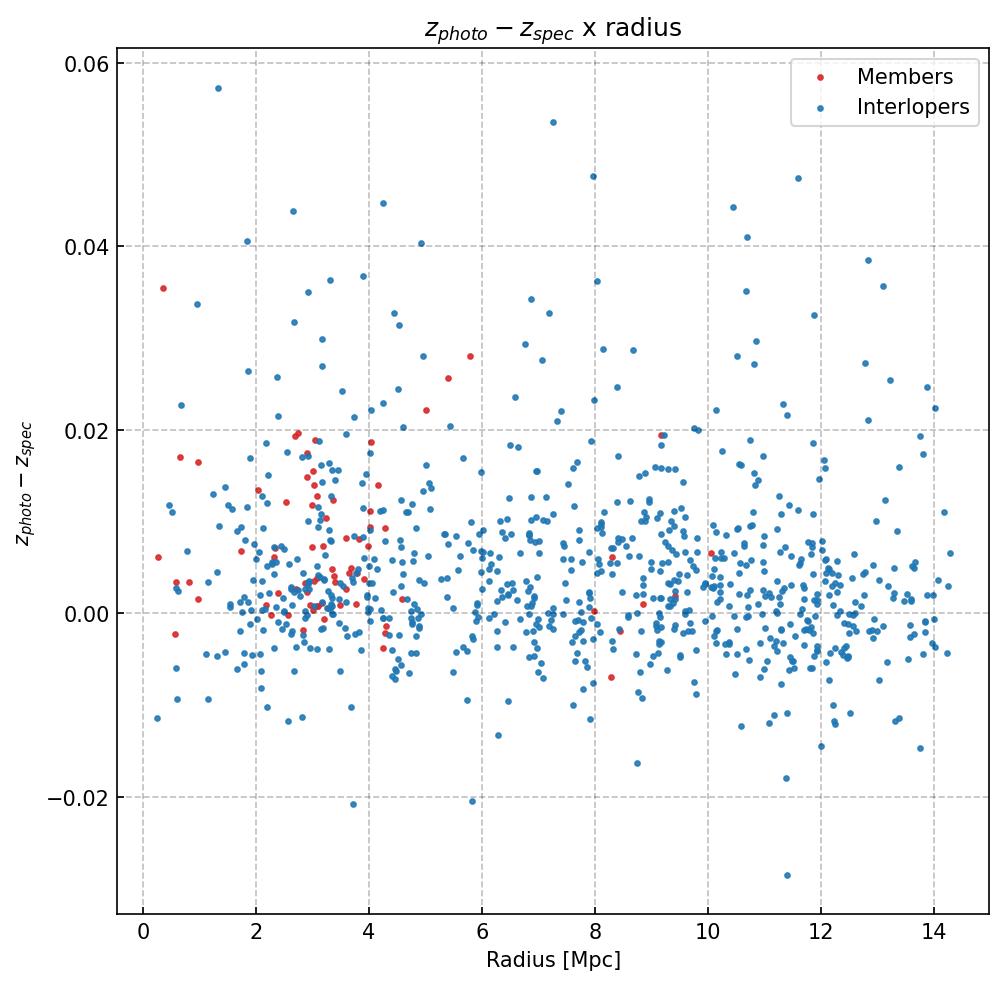 z_photo − z_spec x radius
0.06
0.04
0.02
0.00
−0.02
z_photo − z_spec
Members
Interlopers
0 2 4 6 8 10 12 14
Radius [Mpc]